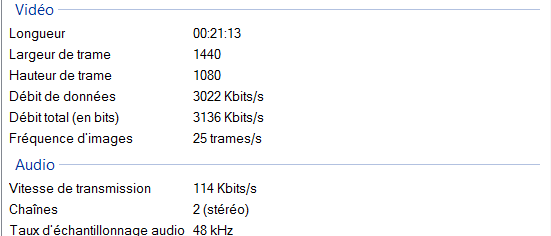 Vidéo
Longueur 00:21:13
Largeur de trame 1440
Hauteur de trame 1080
Débit de données 3022 Kbits/s
Débit total (en bits) 3136 Kbits/s
Fréquence d'images 25 trames/s
Audio
Vitesse de transmission 114 Kbits/s
Chaînes 2 (stéréo)
Taux d'échantillonnage audio 48 kHz